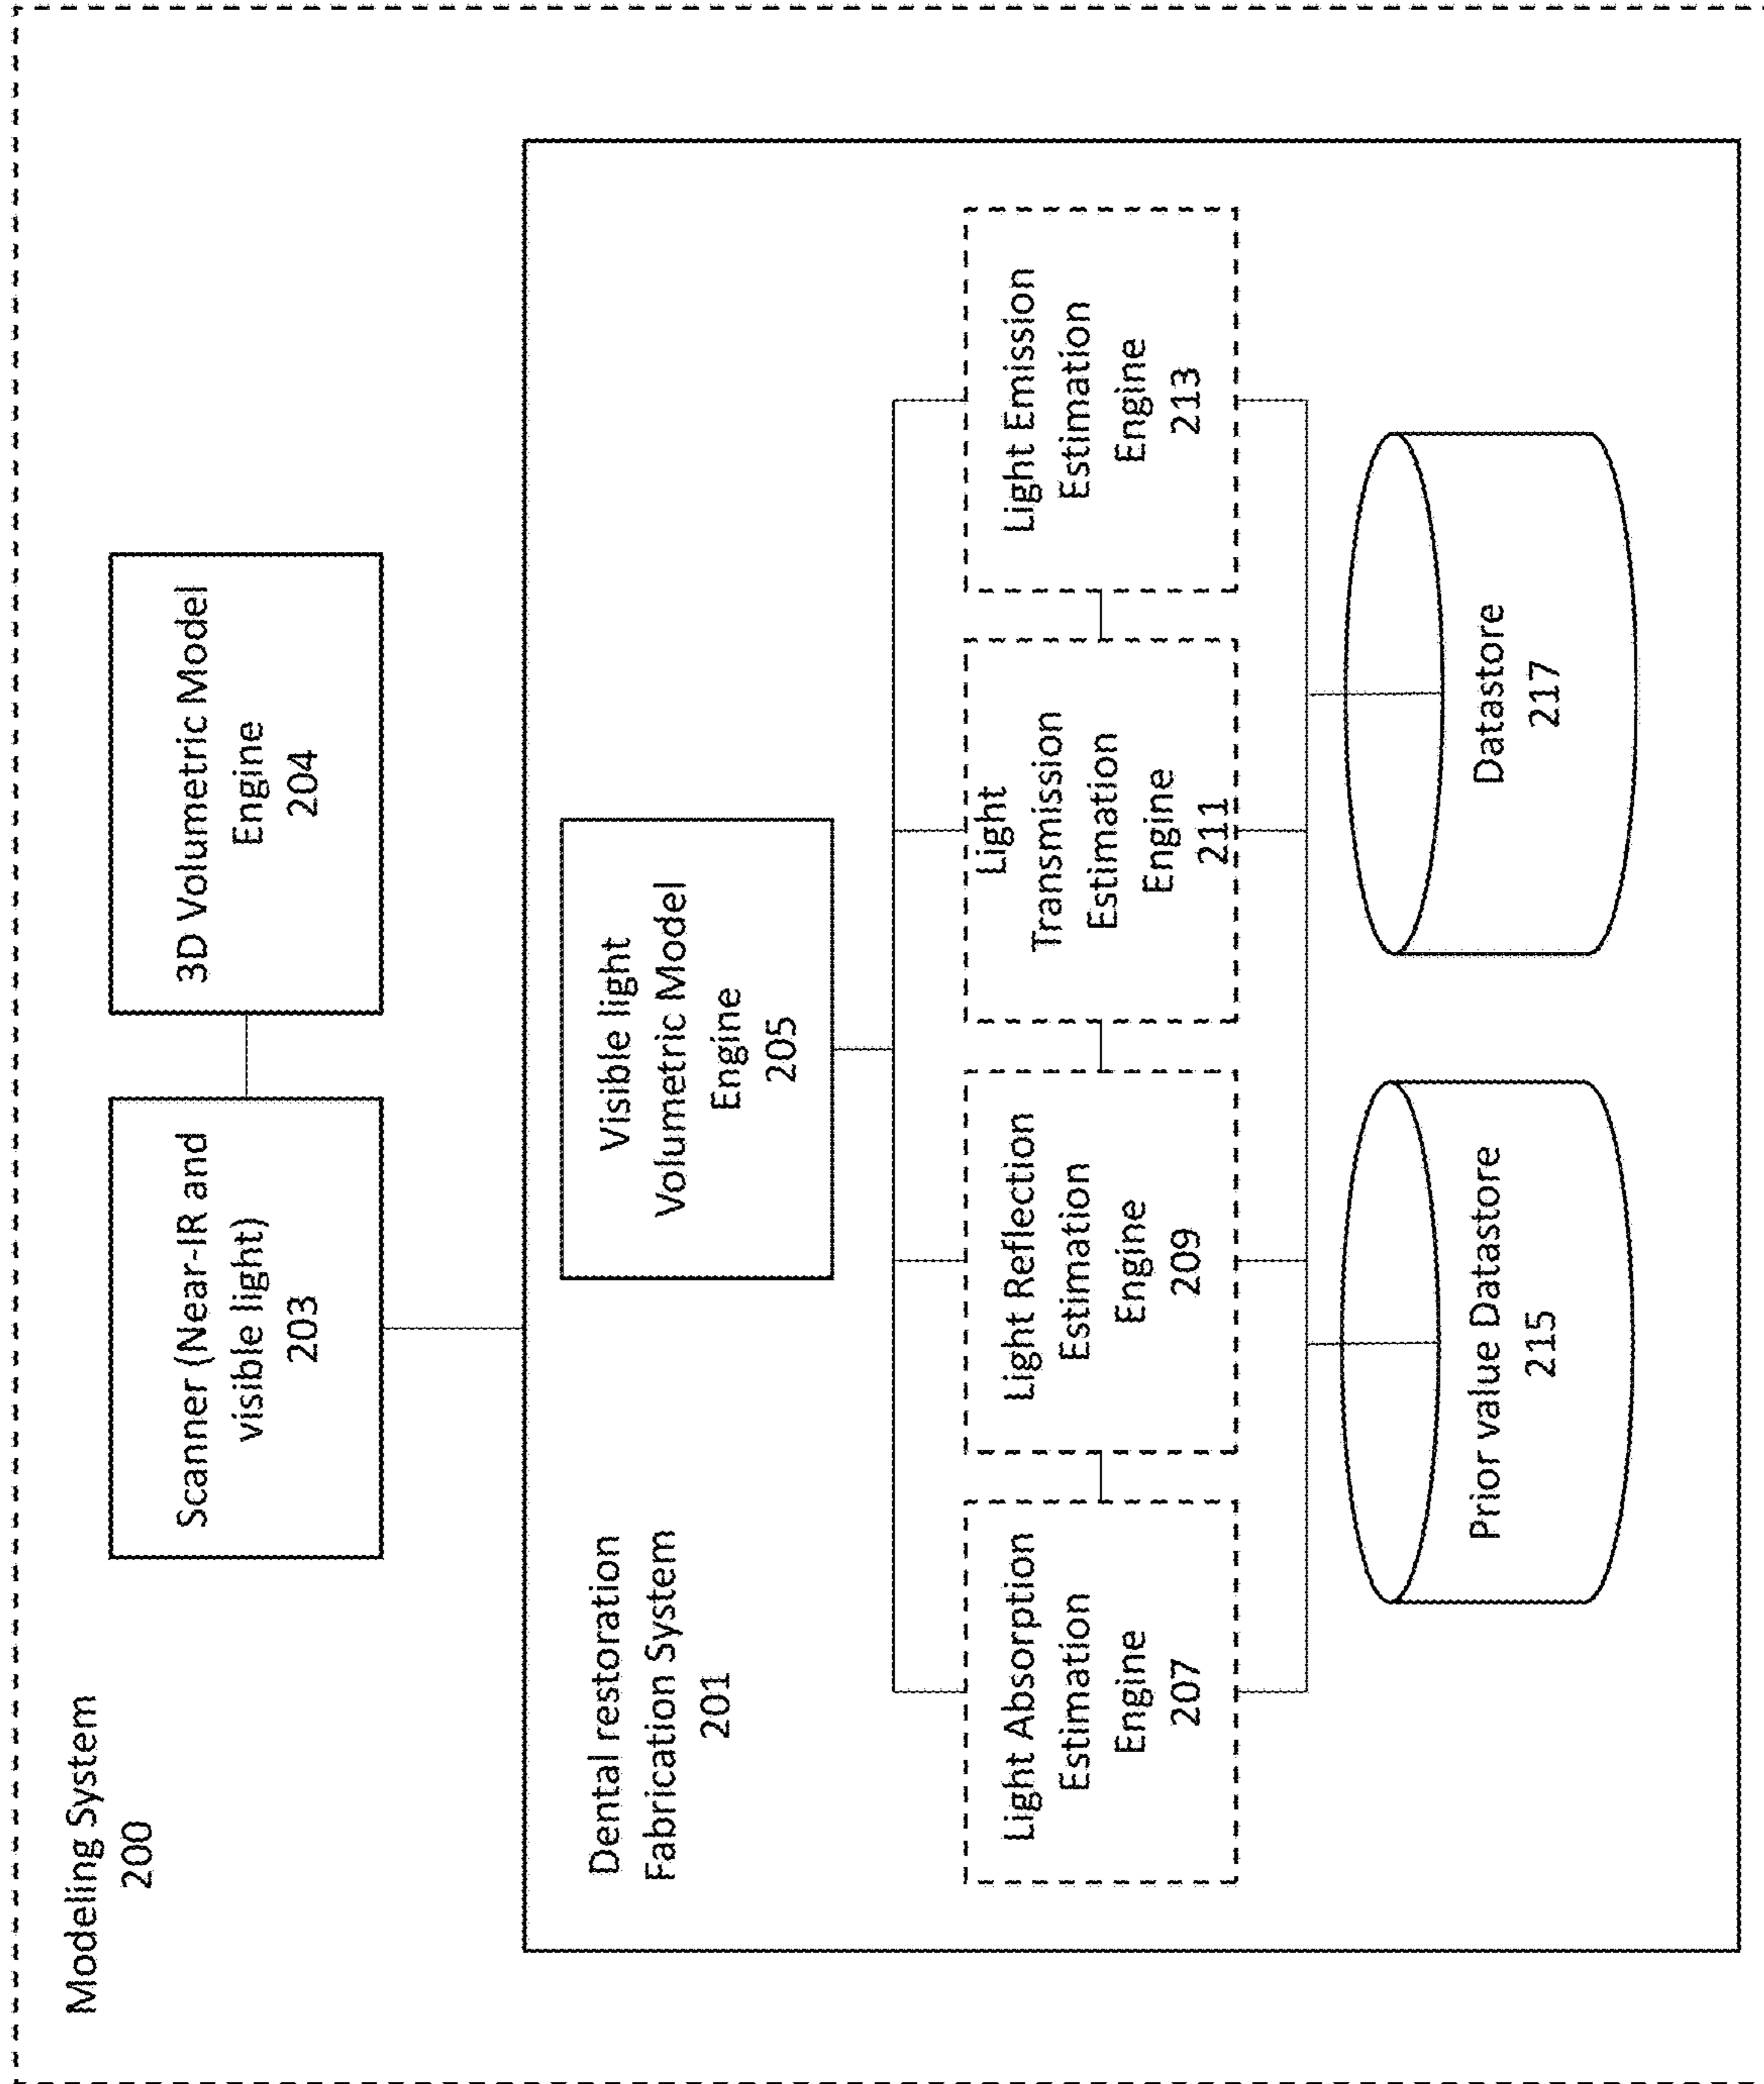 Modeling System
200
Scanner (Near-IR and
visible light)
203
3D Volumetric Model
Engine
204
Dental restoration
Fabrication System
201
Visible light
Volumetric Model
Engine
205
Light Absorption
Estimation
Engine
207
Light Reflection
Estimation
Engine
209
Light
Transmission
Estimation
Engine
211
Light Emission
Estimation
Engine
213
Prior value Datastore
215
Datastore
217